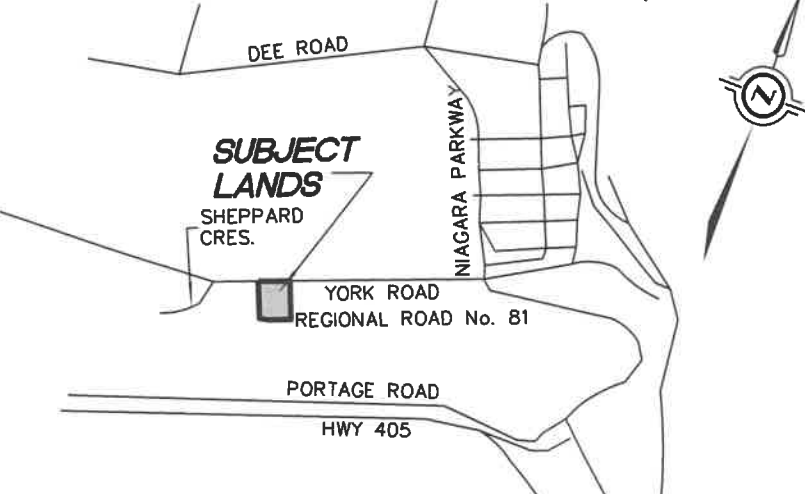 DEE ROAD
NIAGARA PARKWAY
SUBJECT
LANDS
SHEPPARD
CRES.
YORK ROAD
REGIONAL ROAD No. 81
PORTAGE ROAD
HWY 405
N